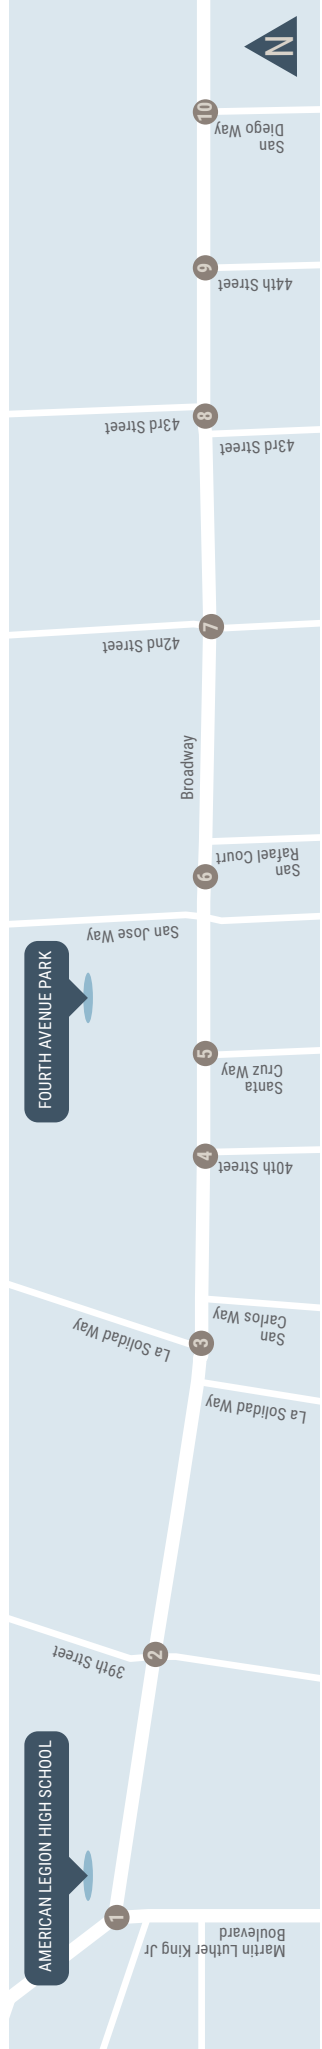 N
10
San
Diego Way
9
44th Street
8
43rd Street
43rd Street
7
42nd Street
Broadway
San
Rafael Court
6
San Jose Way
FOURTH AVENUE PARK
5
Santa
Cruz Way
4
40th Street
San
Carlos Way
La Solidad Way
3
La Solidad Way
39th Street
2
AMERICAN LEGION HIGH SCHOOL
1
Martin Luther King Jr
Boulevard